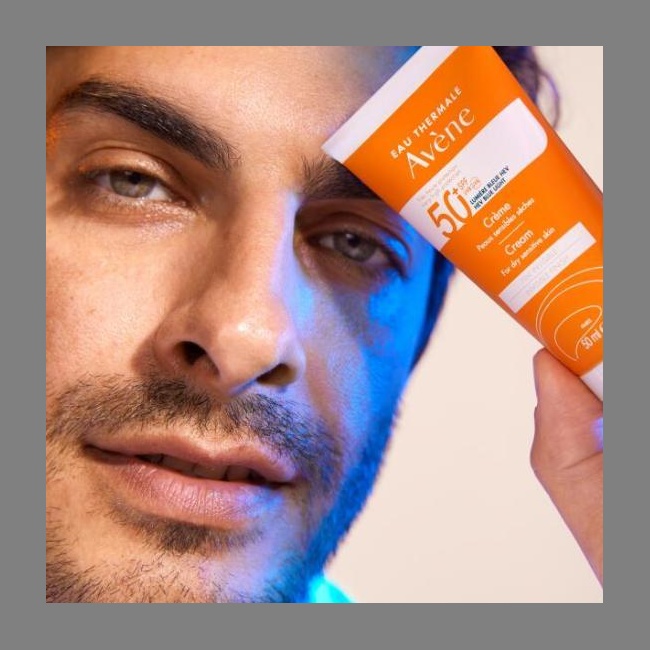 EAU THERMALE
Avène
50+ SPF
LUMIÈRE BLEUE HEV
HEV BLUE LIGHT
Crème
Peaux sensibles sèches
Cream
For dry sensitive skin
50 ml